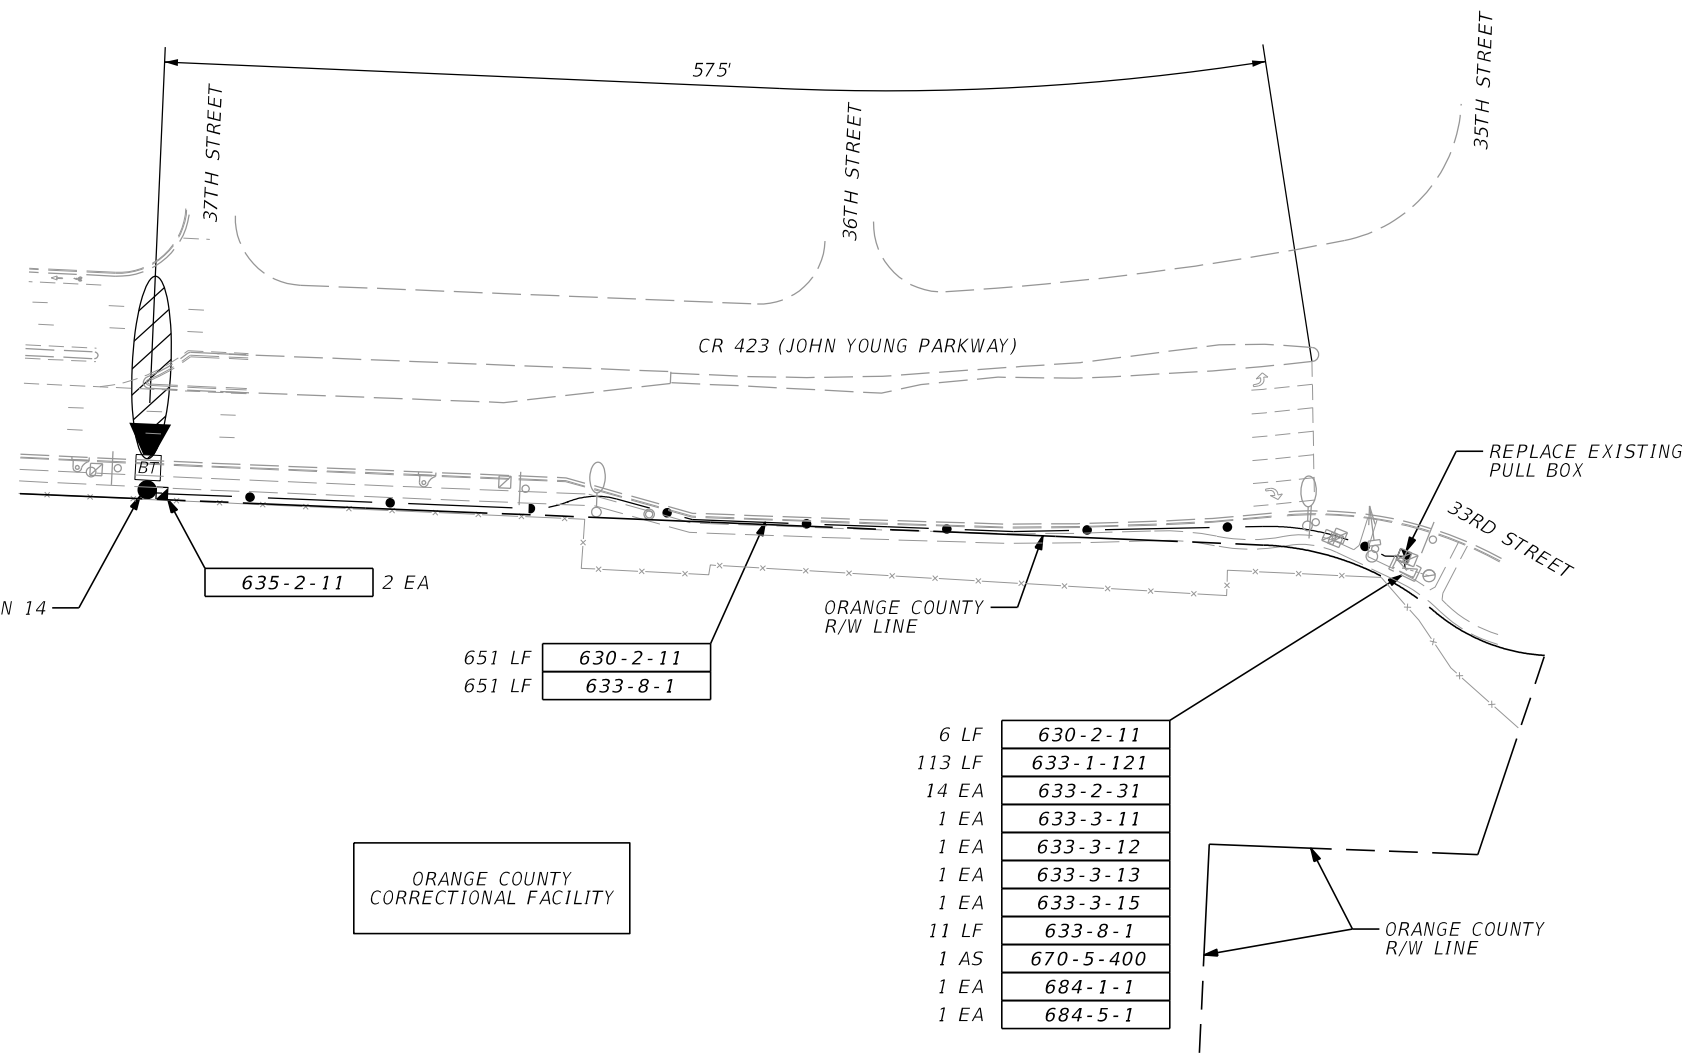 575'
37TH STREET
36TH STREET
35TH STREET
CR 423 (JOHN YOUNG PARKWAY)
REPLACE EXISTING
PULL BOX
33RD STREET
BT
635-2-11 2 EA
N 14
ORANGE COUNTY
R/W LINE
651 LF 630-2-11
651 LF 633-8-1
6 LF 630-2-11
113 LF 633-1-121
14 EA 633-2-31
1 EA 633-3-11
1 EA 633-3-12
1 EA 633-3-13
1 EA 633-3-15
11 LF 633-8-1
1 AS 670-5-400
1 EA 684-1-1
1 EA 684-5-1
ORANGE COUNTY
CORRECTIONAL FACILITY
ORANGE COUNTY
R/W LINE